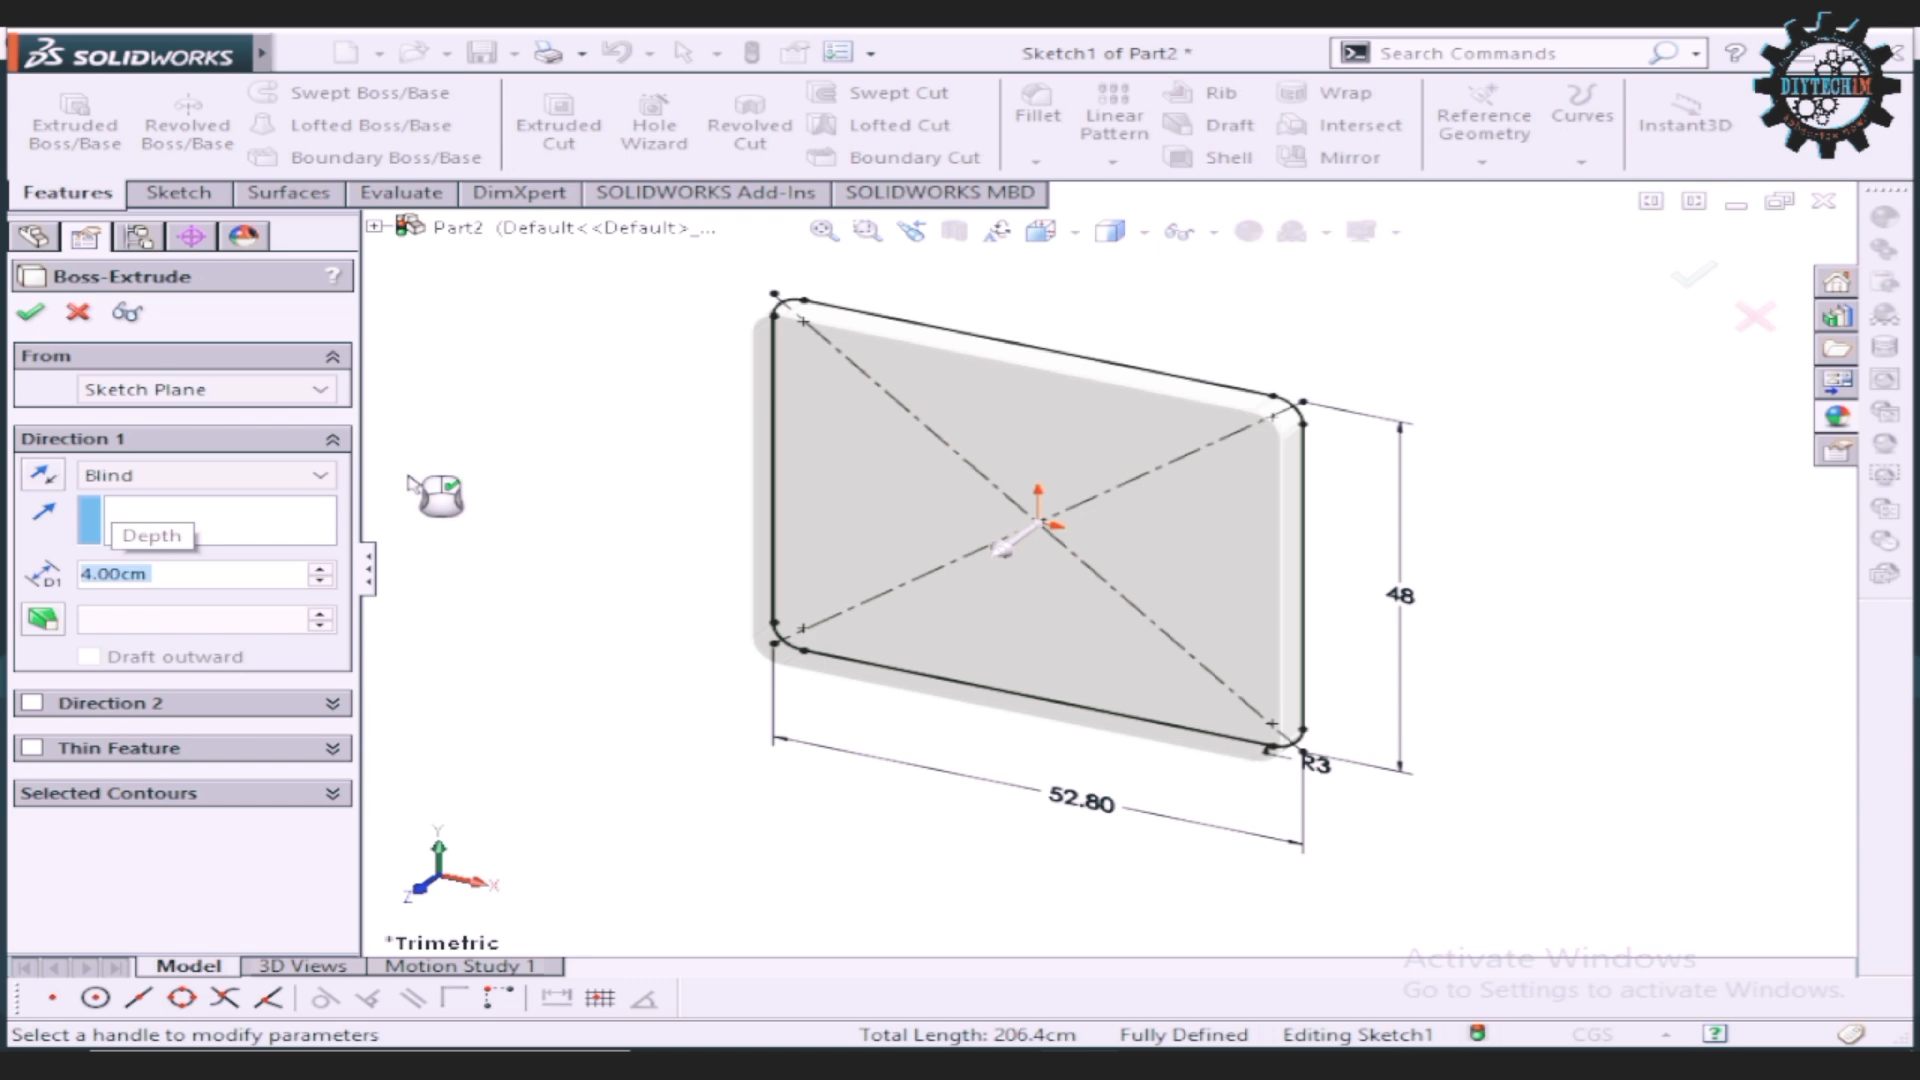 SOLIDWORKS
Sketch1 of Part2 *
Search Commands
DIYTECH1M
Extruded Boss/Base
Revolved Boss/Base
Swept Boss/Base
Lofted Boss/Base
Boundary Boss/Base
Extruded Cut
Hole Wizard
Revolved Cut
Swept Cut
Lofted Cut
Boundary Cut
Fillet
Linear Pattern
Rib
Draft
Shell
Wrap
Intersect
Mirror
Reference Geometry
Curves
Instant3D
Features
Sketch
Surfaces
Evaluate
DimXpert
SOLIDWORKS Add-Ins
SOLIDWORKS MBD
Part2 (Default<<Default>_...
Boss-Extrude
From
Sketch Plane
Direction 1
Blind
Depth
D1
4.00cm
Draft outward
Direction 2
Thin Feature
Selected Contours
48
R3
52.80
Y
X
Z
*Trimetric
Activate Windows
Go to Settings to activate Windows.
Model
3D Views
Motion Study 1
Select a handle to modify parameters
Total Length: 206.4cm
Fully Defined
Editing Sketch1
CGS